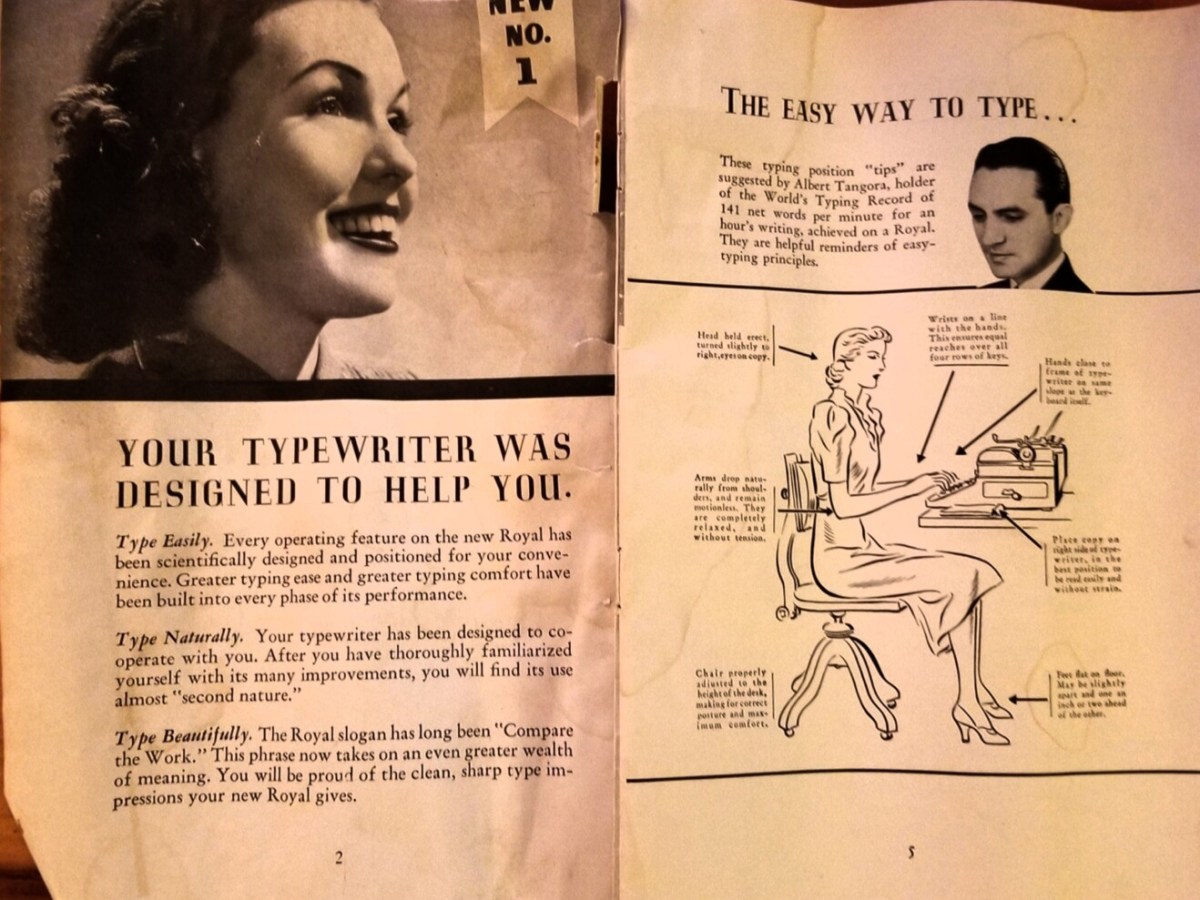 NEW
NO.
1
YOUR TYPEWRITER WAS
DESIGNED TO HELP YOU.
Type Easily. Every operating feature on the new Royal has
been scientifically designed and positioned for your conve-
nience. Greater typing ease and greater typing comfort have
been built into every phase of its performance.
Type Naturally. Your typewriter has been designed to co-
operate with you. After you have thoroughly familiarized
yourself with its many improvements, you will find its use
almost "second nature."
Type Beautifully. The Royal slogan has long been "Compare
the Work." This phrase now takes on an even greater wealth
of meaning. You will be proud of the clean, sharp type im-
pressions your new Royal gives.
2
THE EASY WAY TO TYPE...
These typing position "tips" are
suggested by Albert Tangora, holder
of the World's Typing Record of
141 net words per minute for an
hour's writing, achieved on a Royal.
They are helpful reminders of easy-
typing principles.
Head held erect,
turned slightly to
right, eyes on copy.
Wrists on a line
with the hands.
This ensures equal
reaches over all
four rows of keys.
Hands close to
frame of type-
writer on same
slope as the key-
board itself.
Arms drop natu-
rally from shoul-
ders, and remain
motionless. They
are completely
relaxed, and
without tension.
Place copy on
right side of type-
writer, in the
best position to
be read easily and
without strain.
Chair properly
adjusted to the
height of the desk,
making for correct
posture and max-
imum comfort.
Feet flat on floor.
May be slightly
apart and one an
inch or two ahead
of the other.
5